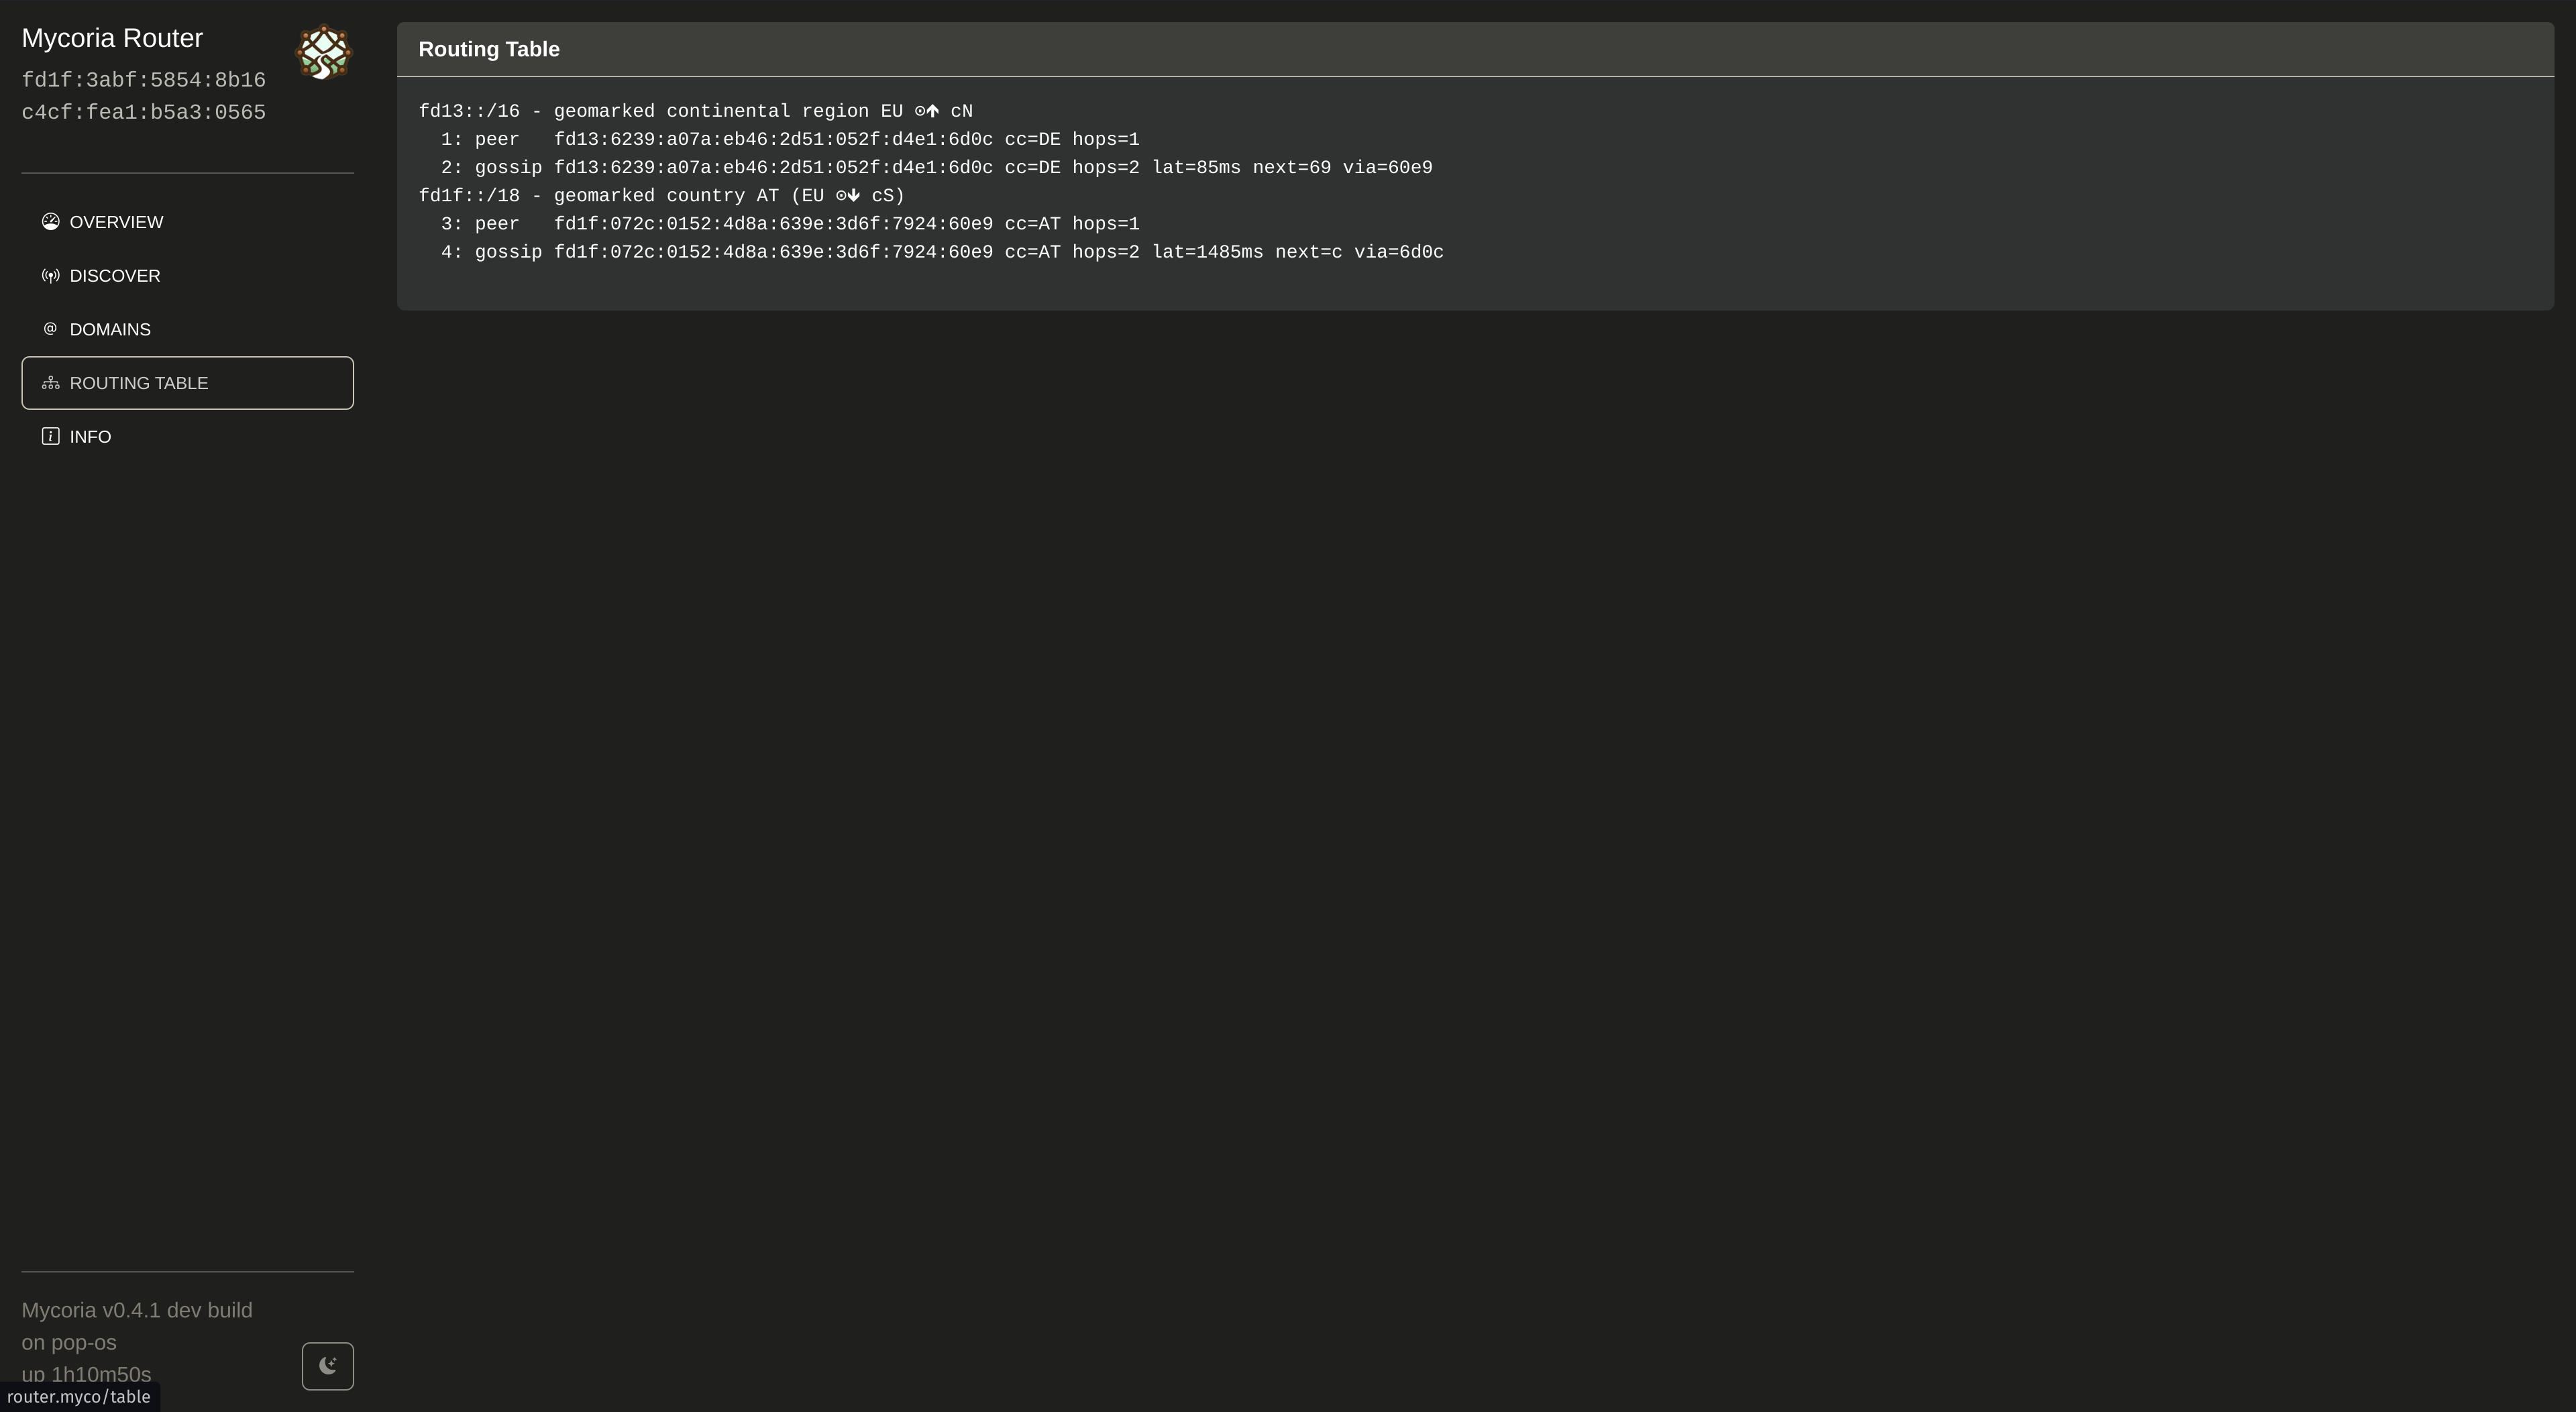 Mycoria Router
fd1f:3abf:5854:8b16
c4cf:fea1:b5a3:0565
OVERVIEW
DISCOVER
@ DOMAINS
ROUTING TABLE
i INFO
Routing Table
fd13::/16 - geomarked continental region EU ⊙🡹 cN
1: peer   fd13:6239:a07a:eb46:2d51:052f:d4e1:6d0c cc=DE hops=1
2: gossip fd13:6239:a07a:eb46:2d51:052f:d4e1:6d0c cc=DE hops=2 lat=85ms next=69 via=60e9
fd1f::/18 - geomarked country AT (EU ⊙🡻 cS)
3: peer   fd1f:072c:0152:4d8a:639e:3d6f:7924:60e9 cc=AT hops=1
4: gossip fd1f:072c:0152:4d8a:639e:3d6f:7924:60e9 cc=AT hops=2 lat=1485ms next=c via=6d0c
Mycoria v0.4.1 dev build
on pop-os
up 1h10m50s
router.myco/table